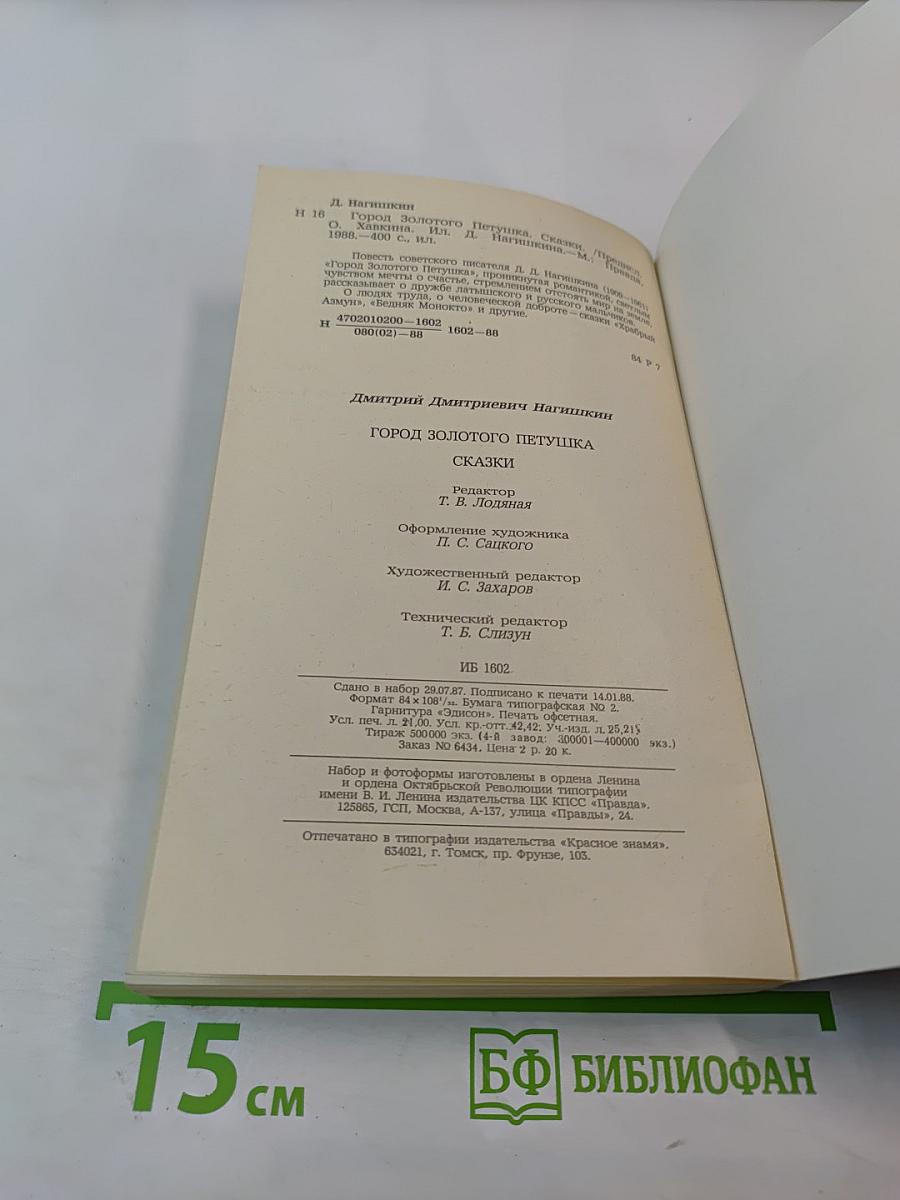 Д. Нагишкин
Н 16 Город Золотого Петушка. Сказки. /Предисл.
О. Хавкина. Ил. Д. Нагишкина.—М.: Правда,
1988.—400 с., ил.
Повесть советского писателя Д. Д. Нагишкина (1909—1961)
«Город Золотого Петушка», проникнутая романтикой, светлым
чувством мечты о счастье, стремлением отстоять мир на земле,
рассказывает о дружбе латышского и русского мальчиков.
О людях труда, о человеческой доброте — сказки «Храбрый
Азмун», «Бедняк Монокто» и другие.
Н 4702010200—1602
080(02)—88 1602—88
84 Р 7
Дмитрий Дмитриевич Нагишкин
ГОРОД ЗОЛОТОГО ПЕТУШКА
СКАЗКИ
Редактор
Т. В. Лодяная
Оформление художника
П. С. Сацкого
Художественный редактор
И. С. Захаров
Технический редактор
Т. Б. Слизун
ИБ 1602
Сдано в набор 29.07.87. Подписано к печати 14.01.88.
Формат 84×108¹/₃₂. Бумага типографская № 2.
Гарнитура «Эдисон». Печать офсетная.
Усл. печ. л. 21,00. Усл. кр.-отт. 42,42. Уч.-изд. л. 25,21.
Тираж 500000 экз. (4-й завод: 300001—400000 экз.)
Заказ № 6434. Цена 2 р. 20 к.
Набор и фотоформы изготовлены в ордена Ленина
и ордена Октябрьской Революции типографии
имени В. И. Ленина издательства ЦК КПСС «Правда».
125865, ГСП, Москва, А-137, улица «Правды», 24.
Отпечатано в типографии издательства «Красное знамя».
634021, г. Томск, пр. Фрунзе, 103.
15 см
БФ БИБЛИОФАН